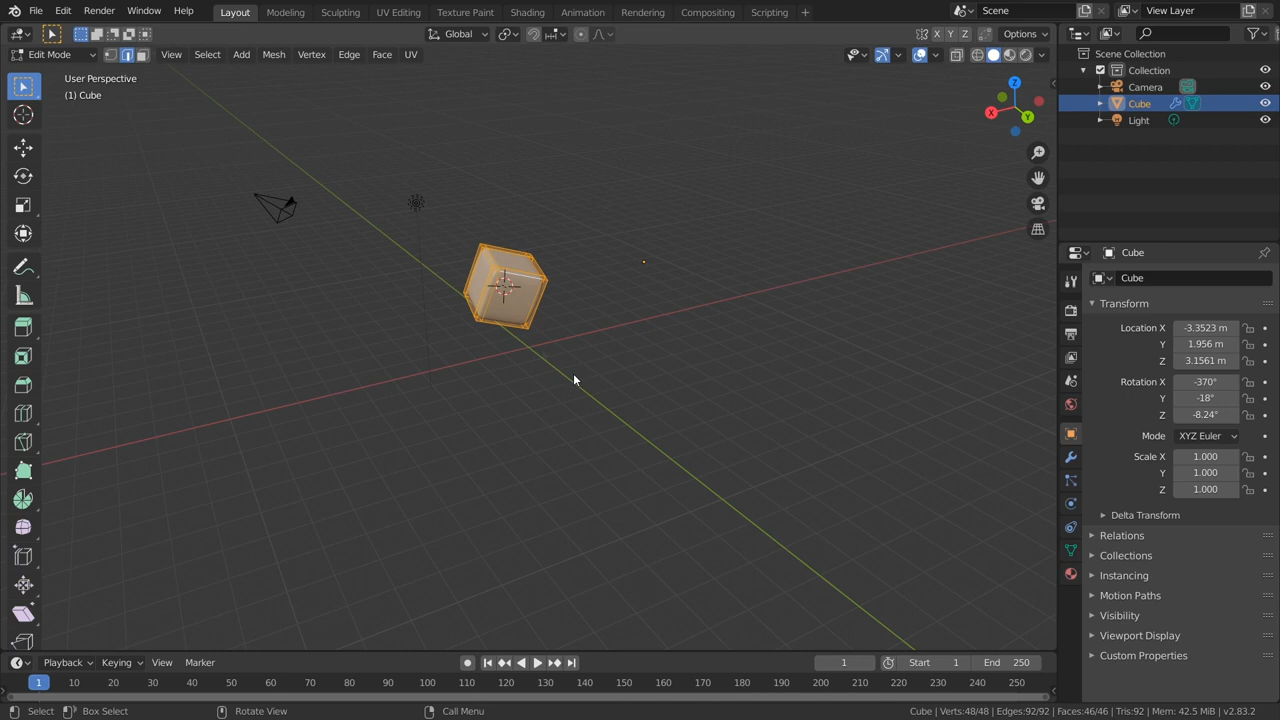 File Edit Render Window Help Layout Modeling Sculpting UV Editing Texture Paint Shading Animation Rendering Compositing Scripting + Scene View Layer
Global X Y Z Options
Edit Mode View Select Add Mesh Vertex Edge Face UV
User Perspective
(1) Cube
Z
X
Y
Scene Collection
Collection
Camera
Cube
Light
Cube
Cube
Transform
Location X -3.3523 m
Y 1.956 m
Z 3.1561 m
Rotation X -370°
Y -18°
Z -8.24°
Mode XYZ Euler
Scale X 1.000
Y 1.000
Z 1.000
Delta Transform
Relations
Collections
Instancing
Motion Paths
Visibility
Viewport Display
Custom Properties
Playback Keying View Marker 1 Start 1 End 250
1 10 20 30 40 50 60 70 80 90 100 110 120 130 140 150 160 170 180 190 200 210 220 230 240 250
Select Box Select Rotate View Call Menu Cube | Verts:48/48 | Edges:92/92 | Faces:46/46 | Tris:92 | Mem: 42.5 MiB | v2.83.2